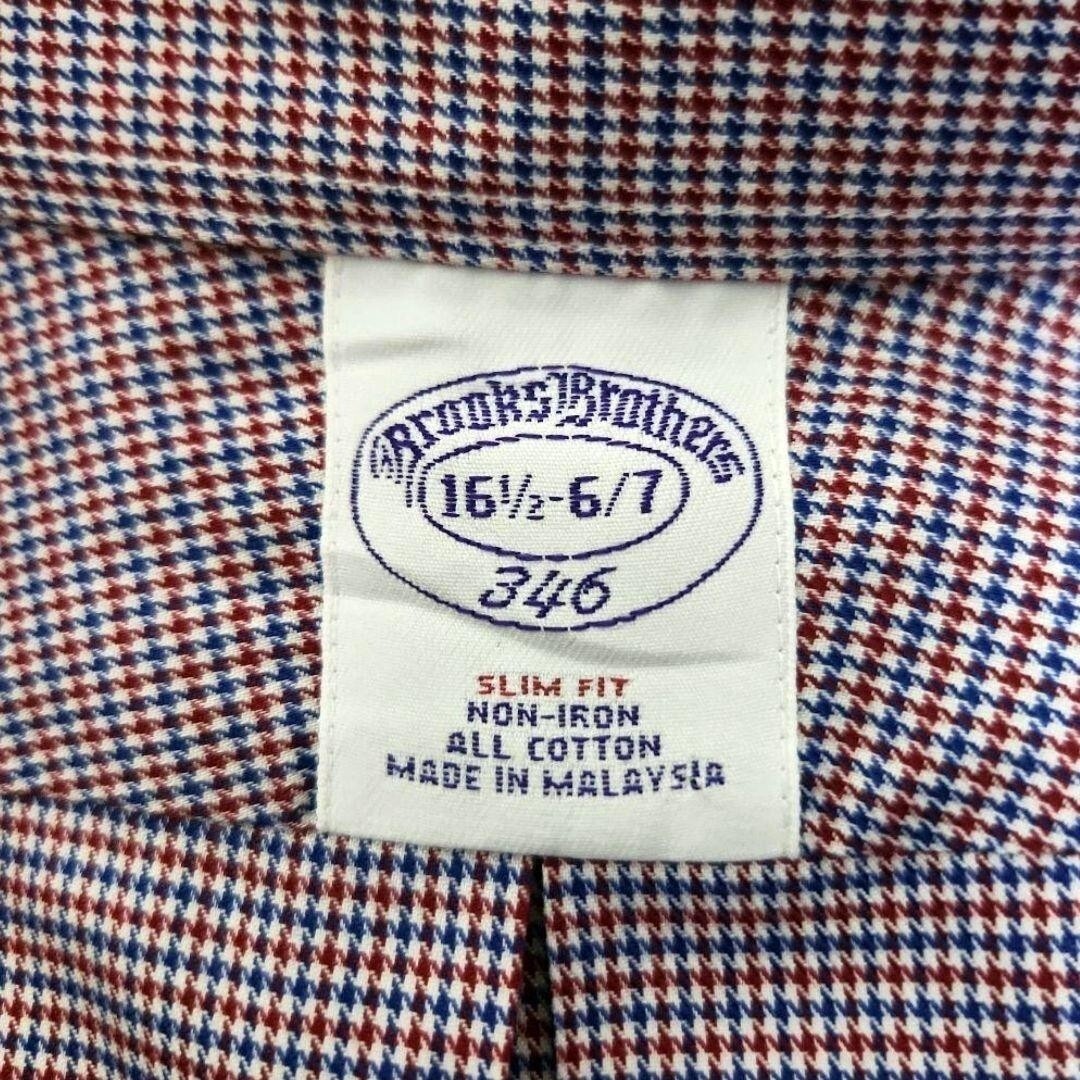 Brooks Brothers
16½-6/7
346
SLIM FIT
NON-IRON
ALL COTTON
MADE IN MALAYSIA